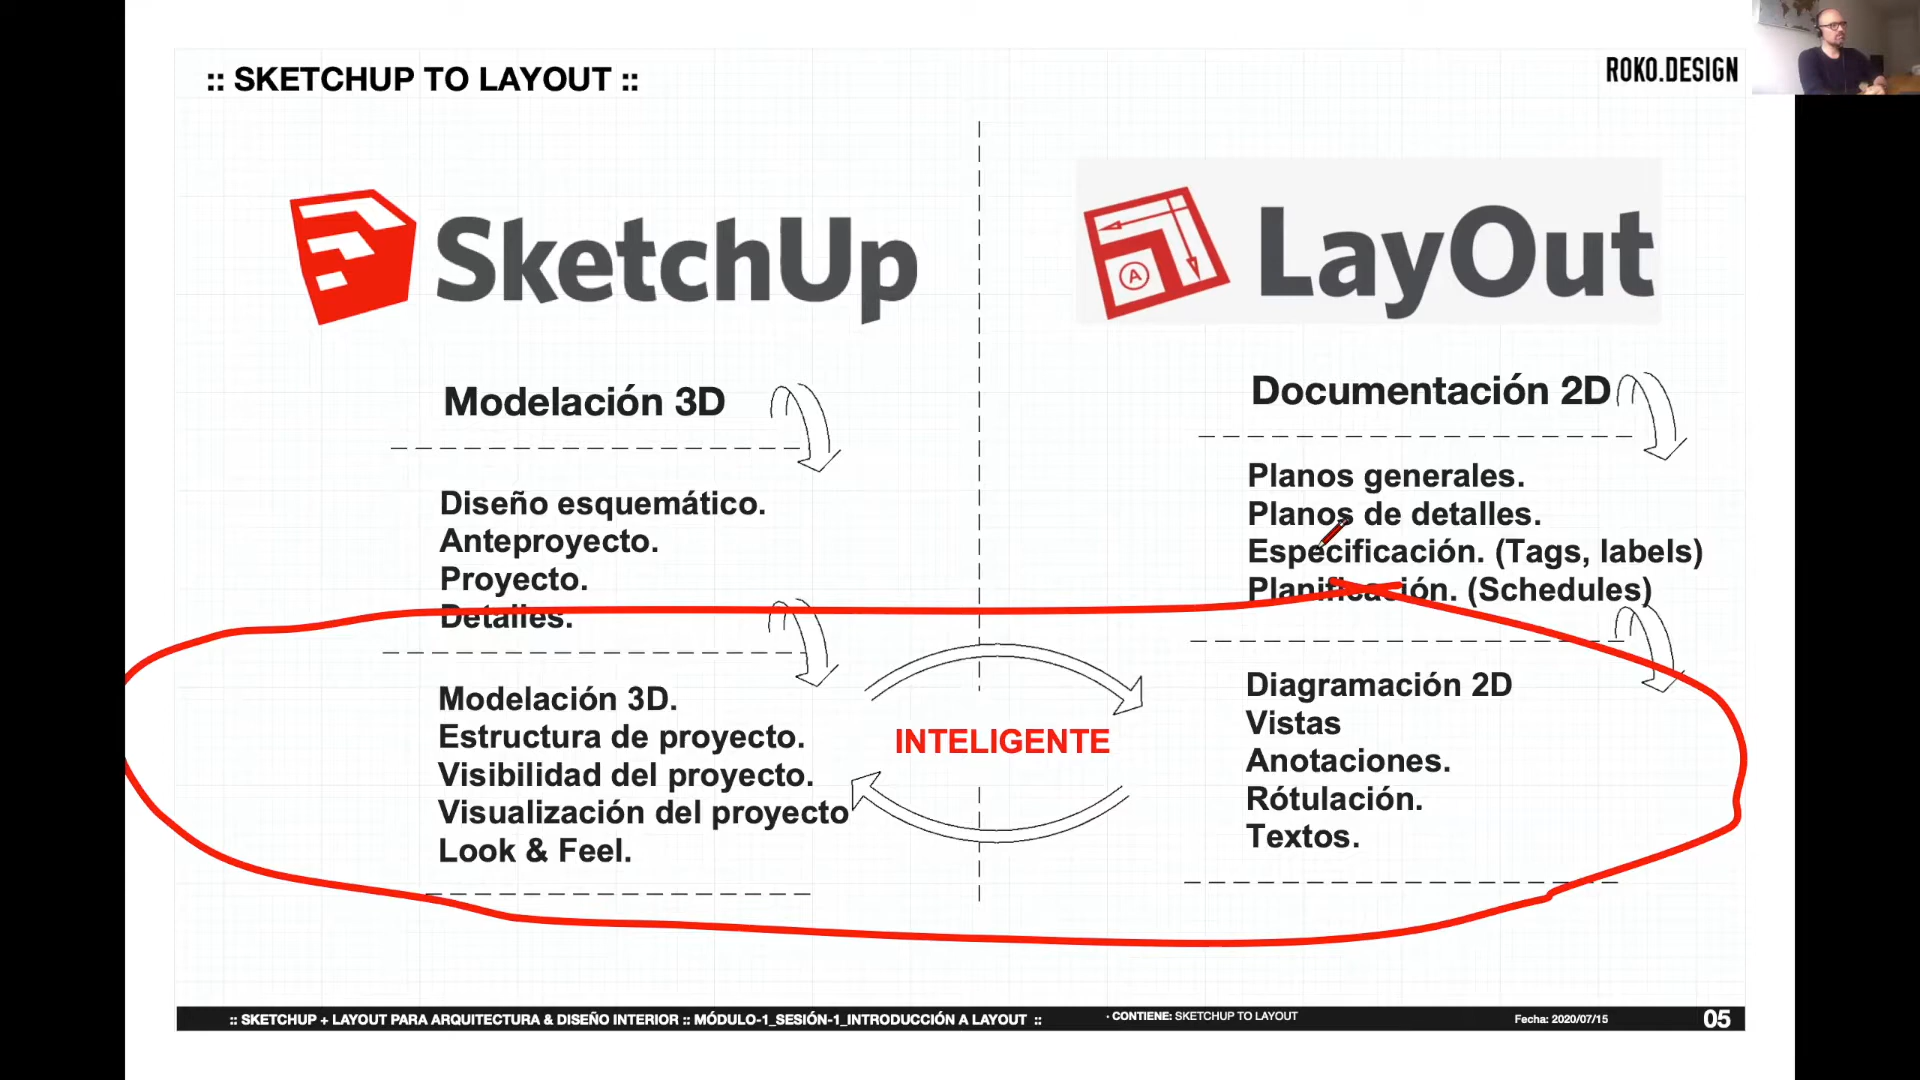 :: SKETCHUP TO LAYOUT ::
ROKO.DESIGN
SketchUp
LayOut
A
Modelación 3D
Documentación 2D
Diseño esquemático.
Anteproyecto.
Proyecto.
Detalles.
Planos generales.
Planos de detalles.
Especificación. (Tags, labels)
Planificación. (Schedules)
Modelación 3D.
Estructura de proyecto.
Visibilidad del proyecto.
Visualización del proyecto
Look & Feel.
INTELIGENTE
Diagramación 2D
Vistas
Anotaciones.
Rótulación.
Textos.
:: SKETCHUP + LAYOUT PARA ARQUITECTURA & DISEÑO INTERIOR :: MÓDULO-1_SESIÓN-1_INTRODUCCIÓN A LAYOUT ::
· CONTIENE: SKETCHUP TO LAYOUT
Fecha: 2020/07/15
05